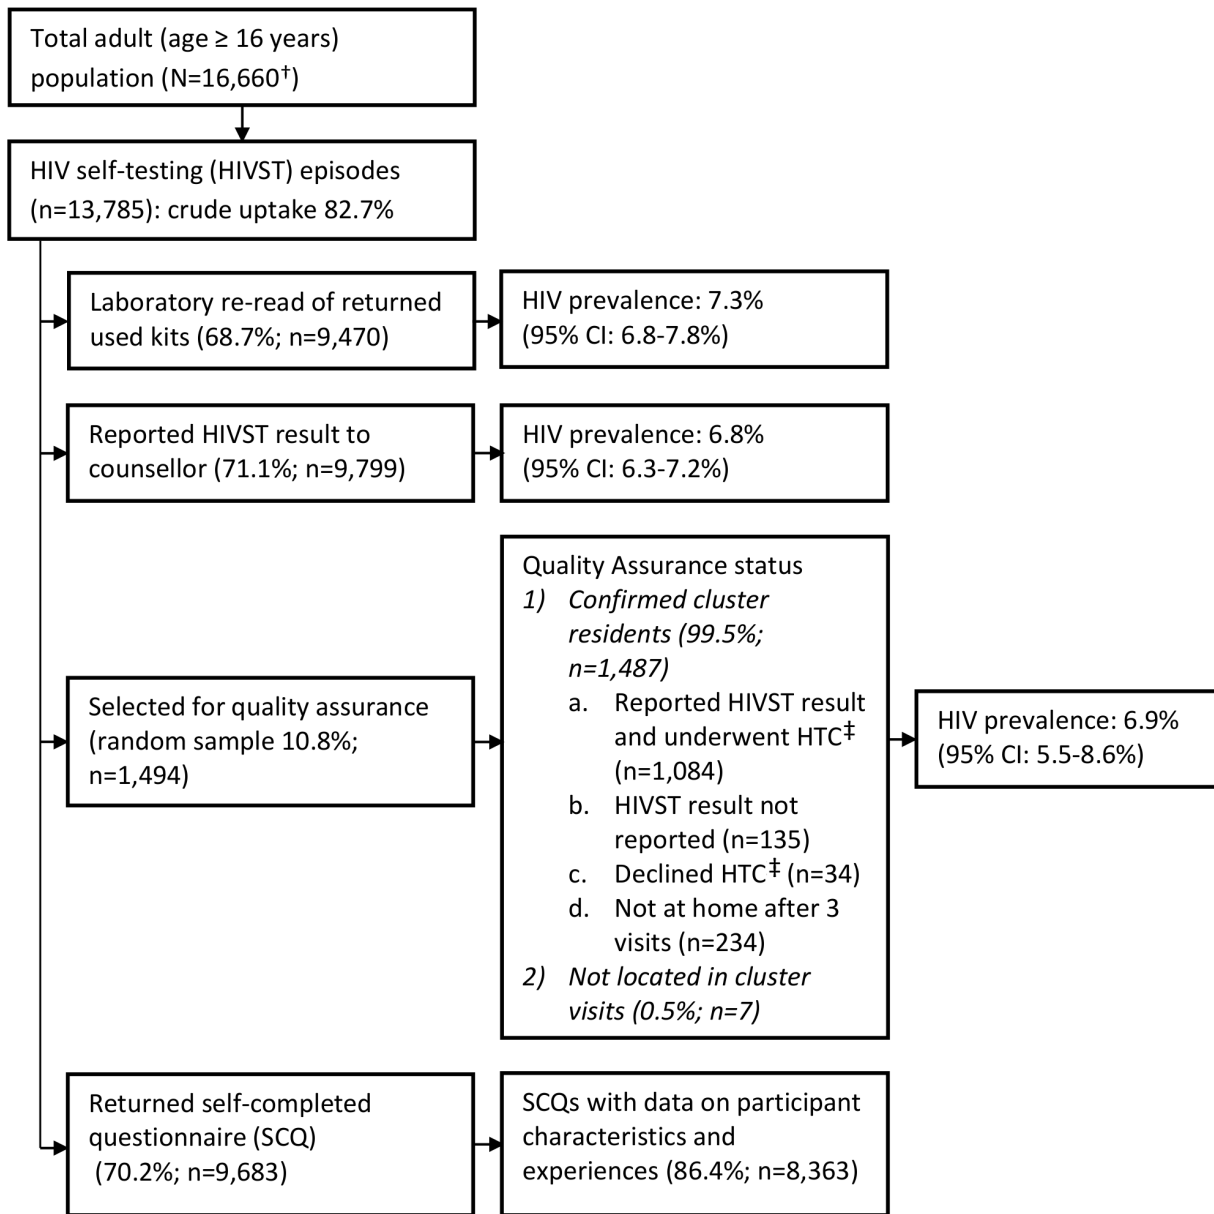 Total adult (age ≥ 16 years)
population (N=16,660†)
HIV self-testing (HIVST) episodes
(n=13,785): crude uptake 82.7%
Laboratory re-read of returned
used kits (68.7%; n=9,470)
HIV prevalence: 7.3%
(95% CI: 6.8-7.8%)
Reported HIVST result to
counsellor (71.1%; n=9,799)
HIV prevalence: 6.8%
(95% CI: 6.3-7.2%)
Selected for quality assurance
(random sample 10.8%;
n=1,494)
Quality Assurance status
1) Confirmed cluster
residents (99.5%;
n=1,487)
a. Reported HIVST result
and underwent HTC‡
(n=1,084)
b. HIVST result not
reported (n=135)
c. Declined HTC‡ (n=34)
d. Not at home after 3
visits (n=234)
2) Not located in cluster
visits (0.5%; n=7)
HIV prevalence: 6.9%
(95% CI: 5.5-8.6%)
Returned self-completed
questionnaire (SCQ)
(70.2%; n=9,683)
SCQs with data on participant
characteristics and
experiences (86.4%; n=8,363)